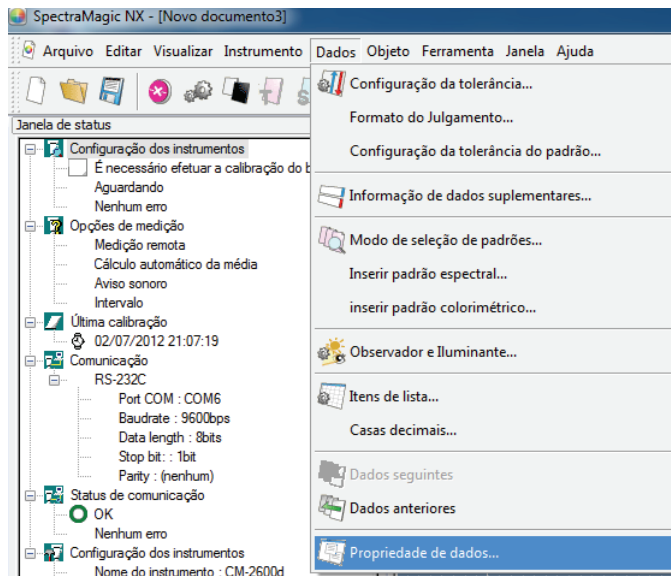 SpectraMagic NX - [Novo documento3]
Arquivo Editar Visualizar Instrumento Dados Objeto Ferramenta Janela Ajuda
Janela de status
Configuração dos instrumentos
É necessário efetuar a calibração do
Aguardando
Nenhum erro
Opções de medição
Medição remota
Cálculo automático da média
Aviso sonoro
Intervalo
Última calibração
02/07/2012 21:07:19
Comunicação
RS-232C
Port COM : COM6
Baudrate : 9600bps
Data length : 8bits
Stop bit: : 1bit
Parity : (nenhum)
Status de comunicação
OK
Nenhum erro
Configuração dos instrumentos
Nome do instrumento : CM-2600d
Configuração da tolerância...
Formato do Julgamento...
Configuração da tolerância do padrão...
Informação de dados suplementares...
Modo de seleção de padrões...
Inserir padrão espectral...
inserir padrão colorimétrico...
Observador e Iluminante...
Itens de lista...
Casas decimais...
Dados seguintes
Dados anteriores
Propriedade de dados...